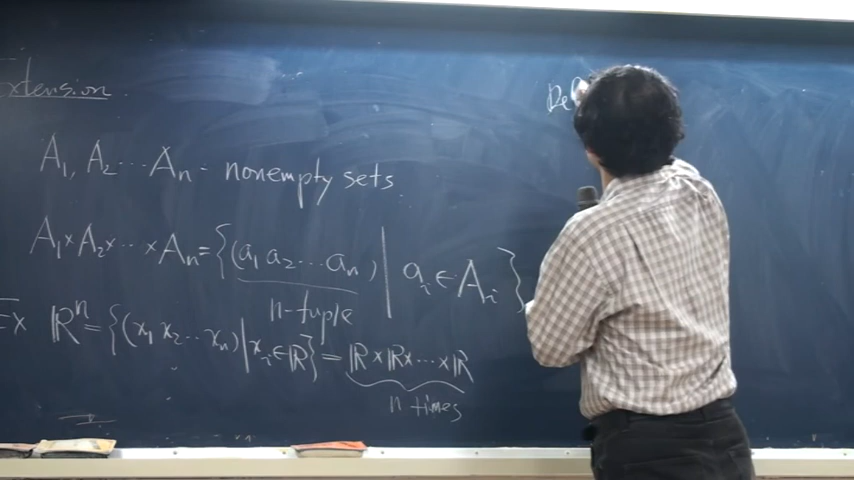 Extension
A₁, A₂ ⋯ Aₙ - nonempty sets
A₁×A₂×⋯×Aₙ = {(a₁ a₂ ⋯ aₙ) | aᵢ ∈ Aᵢ}
n-tuple
Ex ℝⁿ = {(x₁ x₂ ⋯ xₙ) | xᵢ ∈ ℝ} = ℝ×ℝ×⋯×ℝ
n times